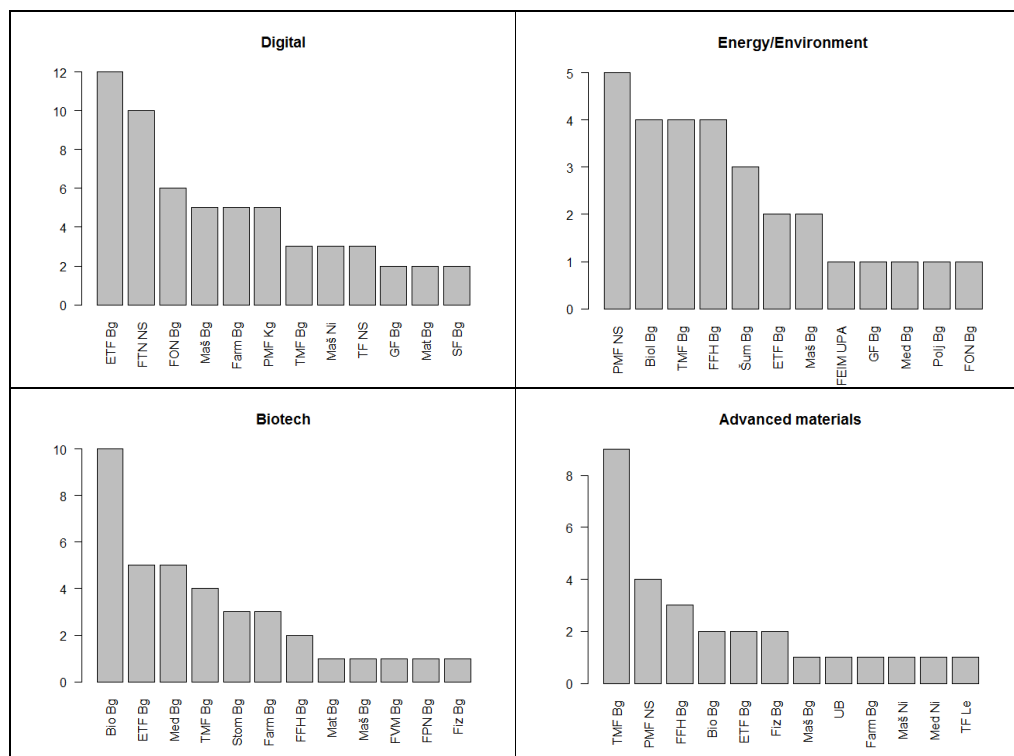 Digital
12
10
8
6
4
2
0
ETF Bg
FTN NS
FON Bg
Maš Bg
Farm Bg
PMF Kg
TMF Bg
Maš Ni
TF NS
GF Bg
Mat Bg
SF Bg
Energy/Environment
5
4
3
2
1
0
PMF NS
Biol Bg
TMF Bg
FFH Bg
Šum Bg
ETF Bg
Maš Bg
FEIM UPA
GF Bg
Med Bg
Polj Bg
FON Bg
Biotech
10
8
6
4
2
0
Bio Bg
ETF Bg
Med Bg
TMF Bg
Stom Bg
Farm Bg
FFH Bg
Mat Bg
Maš Bg
FVM Bg
FPN Bg
Fiz Bg
Advanced materials
8
6
4
2
0
TMF Bg
PMF NS
FFH Bg
Bio Bg
ETF Bg
Fiz Bg
Maš Bg
UB
Farm Bg
Maš Ni
Med Ni
TF Le